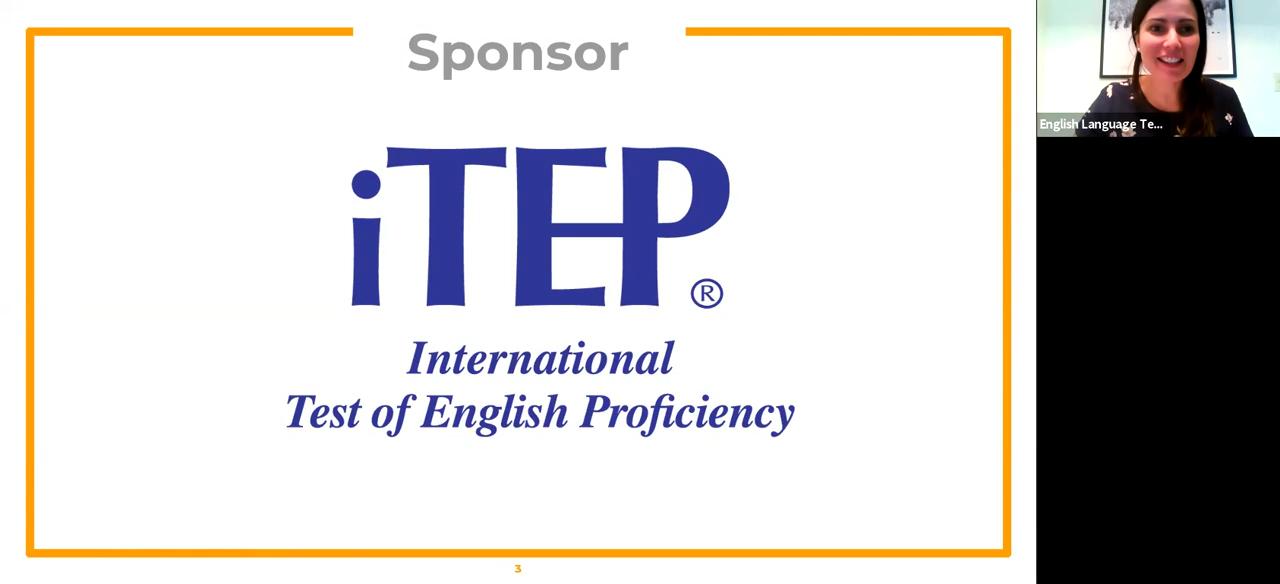 Sponsor
iTEP®
International
Test of English Proficiency
3
English Language Te...